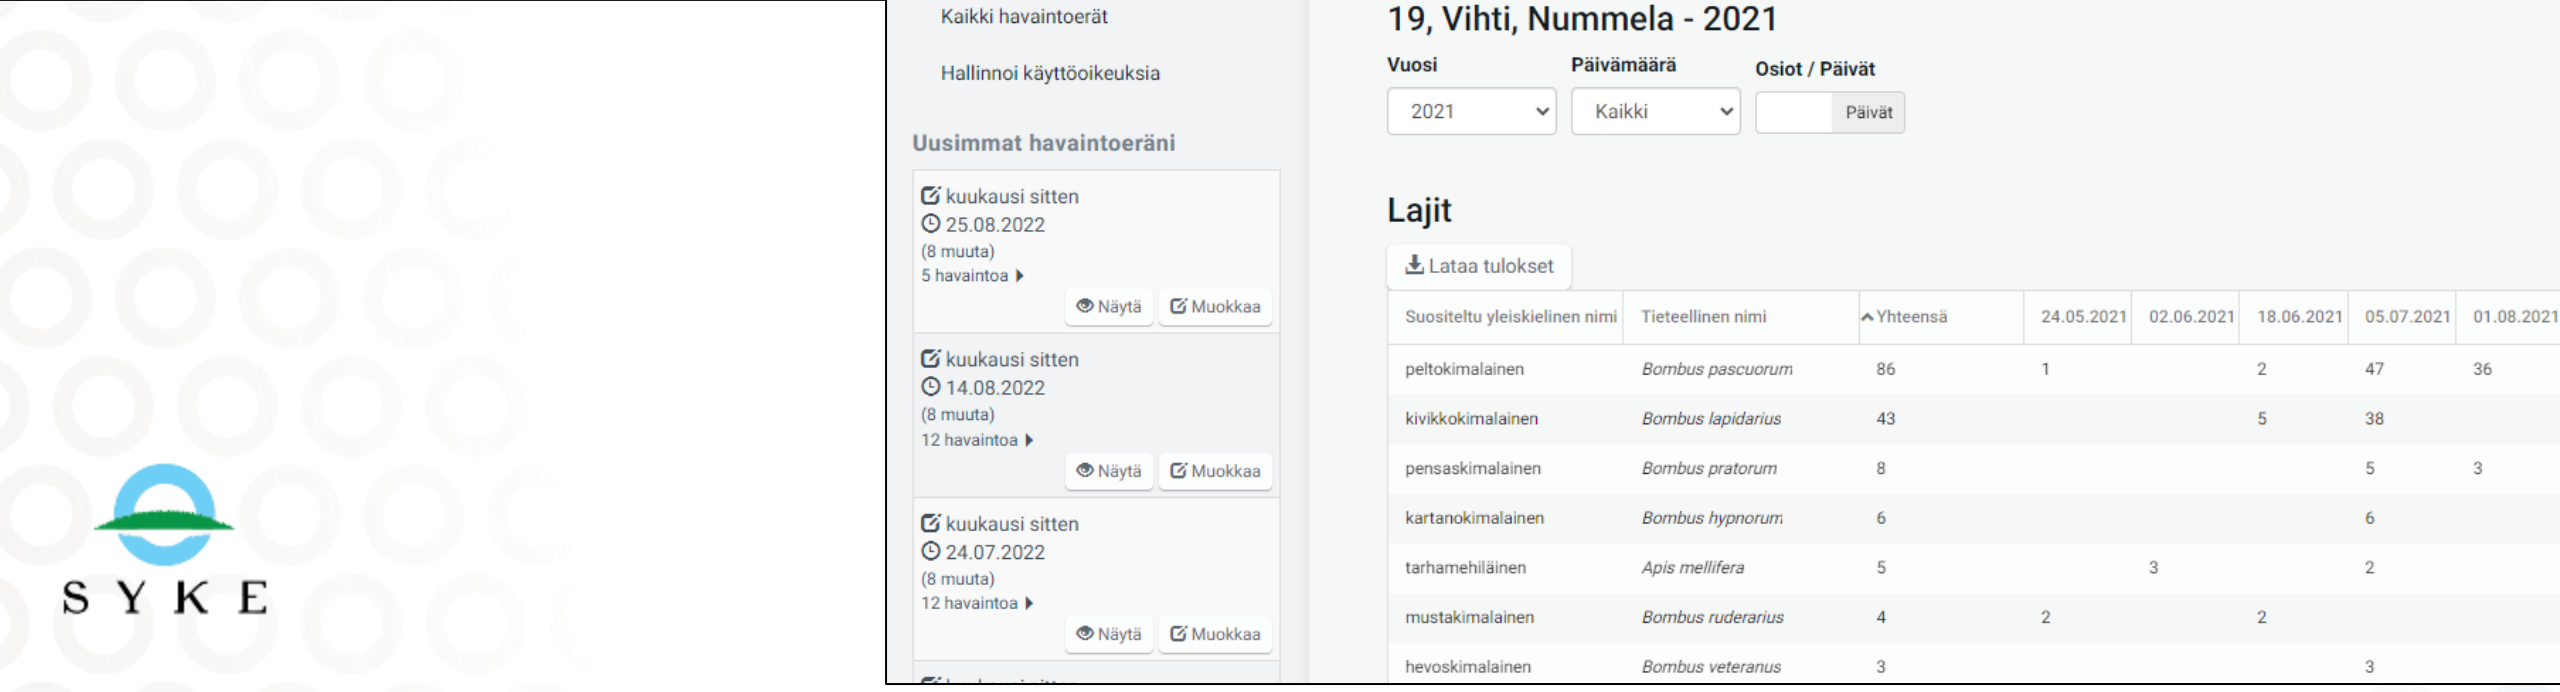 SYKE
Kaikki havaintoerät
Hallinnoi käyttöoikeuksia
Uusimmat havaintoeräni
kuukausi sitten
25.08.2022
(8 muuta)
5 havaintoa
Näytä Muokkaa
kuukausi sitten
14.08.2022
(8 muuta)
12 havaintoa
Näytä Muokkaa
kuukausi sitten
24.07.2022
(8 muuta)
12 havaintoa
Näytä Muokkaa
19, Vihti, Nummela - 2021
Vuosi Päivämäärä Osiot / Päivät
2021 Kaikki Päivät
Lajit
Lataa tulokset
Suositeltu yleiskielinen nimi Tieteellinen nimi Yhteensä 24.05.2021 02.06.2021 18.06.2021 05.07.2021 01.08.2021
peltokimalainen Bombus pascuorum 86 1 2 47 36
kivikkokimalainen Bombus lapidarius 43 5 38
pensaskimalainen Bombus pratorum 8 5 3
kartanokimalainen Bombus hypnorum 6 6
tarhamehiläinen Apis mellifera 5 3 2
mustakimalainen Bombus ruderarius 4 2 2
hevoskimalainen Bombus veteranus 3 3